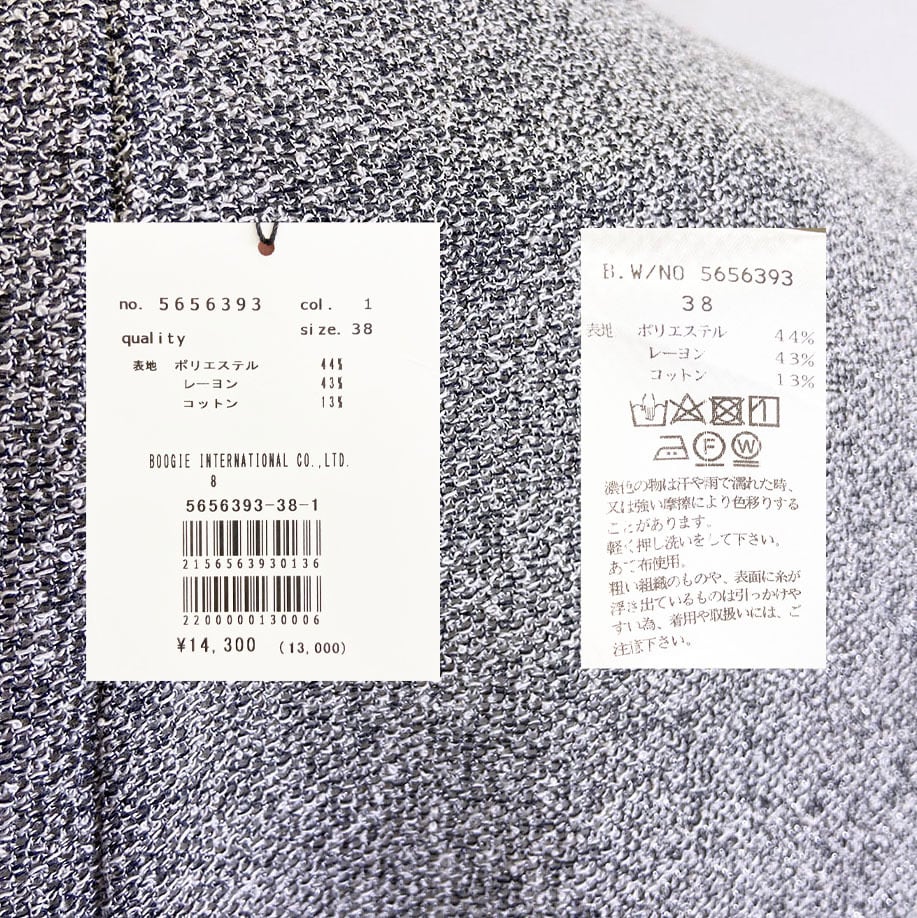 no. 5656393 col. 1
size. 38
quality
表地 ポリエステル 44%
レーヨン 43%
コットン 13%
BOOGIE INTERNATIONAL CO.,LTD.
8
5656393-38-1
2156563930136
2200000130006
¥14,300 (13,000)
B.W/NO 5656393
38
表地 ポリエステル 44%
レーヨン 43%
コットン 13%
F W
濃色の物は汗や雨で濡れた時、
又は強い摩擦により色移りする
ことがあります。
軽く押し洗いをして下さい。
あて布使用。
粗い組織のものや、表面に糸が
浮き出ているものは引っかけや
すい為、着用や取扱いには、ご
注意下さい。